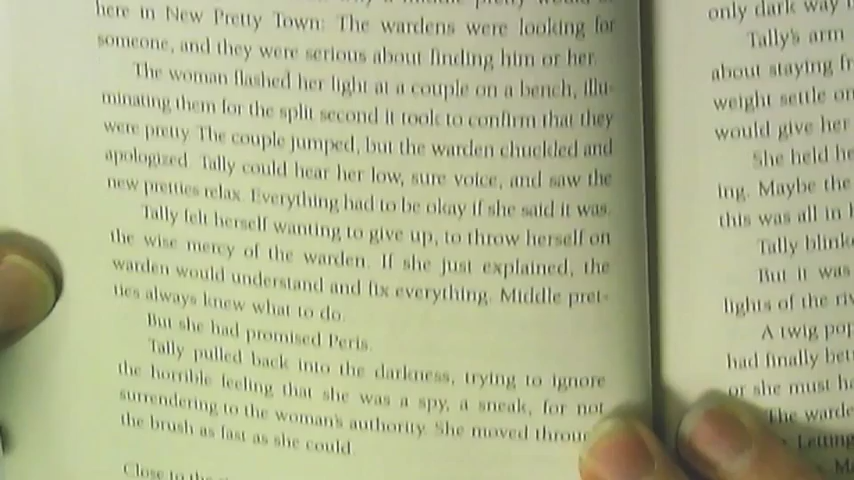 here in New Pretty Town: The wardens were looking for
someone, and they were serious about finding him or her.
The woman flashed her light at a couple on a bench, illu-
minating them for the split second it took to confirm that they
were pretty. The couple jumped, but the warden chuckled and
apologized. Tally could hear her low, sure voice, and saw the
new pretties relax. Everything had to be okay if she said it was.
Tally felt herself wanting to give up, to throw herself on
the wise mercy of the warden. If she just explained, the
warden would understand and fix everything. Middle pret-
ties always knew what to do.
But she had promised Peris.
Tally pulled back into the darkness, trying to ignore
the horrible feeling that she was a spy, a sneak, for not
surrendering to the woman's authority. She moved
the brush as fast as she could.
Close to the
only dark way
Tally's arm
about staying
weight settle on
would give her
She held
ing. Maybe the
this was all in
Tally
But it was
lights of the
A twig
had finally
or she must
The
Letting